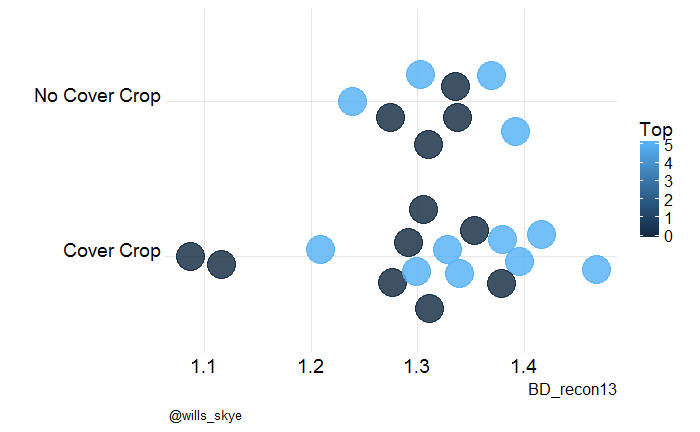 No Cover Crop
Cover Crop
Top
5
4
3
2
1
0
1.1 1.2 1.3 1.4
BD_recon13
@wills_skye